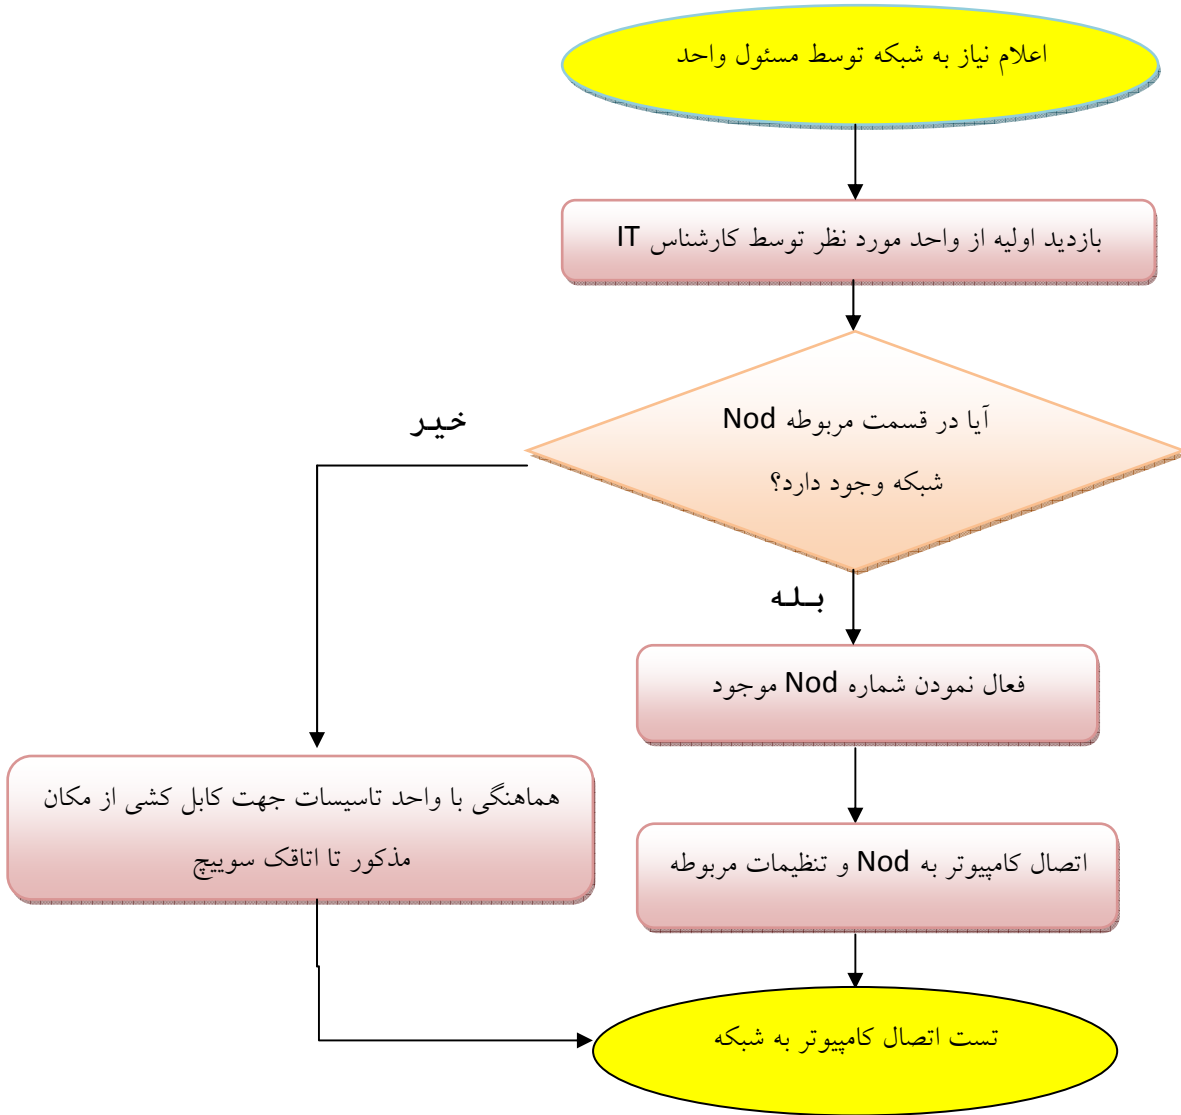 اعلام نیاز به شبکه توسط مسئول واحد
بازدید اولیه از واحد مورد نظر توسط کارشناس IT
آیا در قسمت مربوطه Nod
شبکه وجود دارد؟
خیر
بله
فعال نمودن شماره Nod موجود
هماهنگی با واحد تاسیسات جهت کابل کشی از مکان
مذکور تا اتاقک سوییچ
اتصال کامپیوتر به Nod و تنظیمات مربوطه
تست اتصال کامپیوتر به شبکه